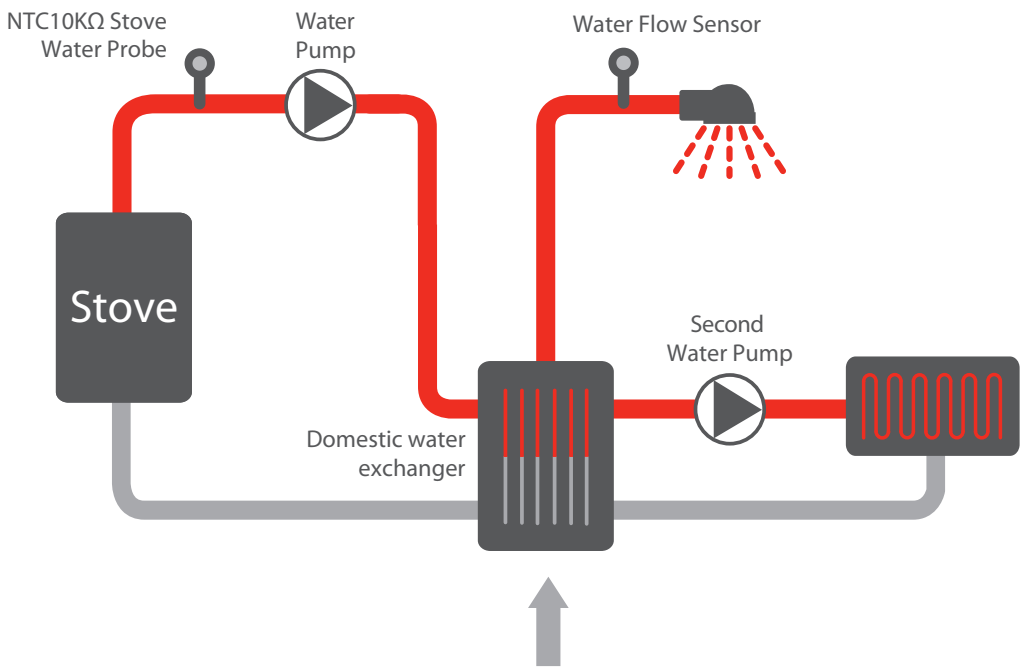 NTC10KΩ Stove
Water Probe
Water
Pump
Water Flow Sensor
Stove
Second
Water Pump
Domestic water
exchanger